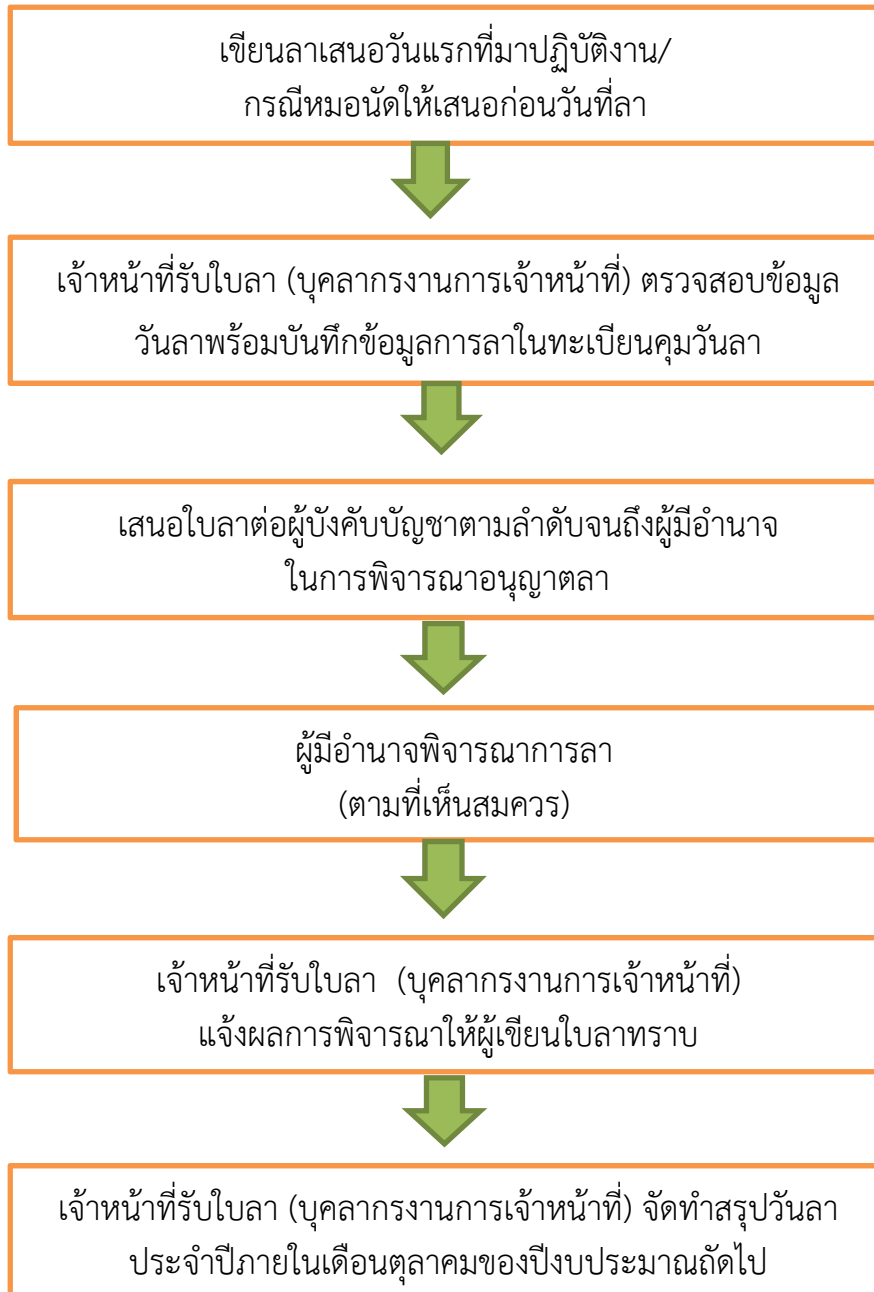 เขียนลาเสนอวันแรกที่มาปฏิบัติงาน/
กรณีหมอนัดให้เสนอก่อนวันที่ลา
เจ้าหน้าที่รับใบลา (บุคลากรงานการเจ้าหน้าที่) ตรวจสอบข้อมูล
วันลาพร้อมบันทึกข้อมูลการลาในทะเบียนคุมวันลา
เสนอใบลาต่อผู้บังคับบัญชาตามลำดับจนถึงผู้มีอำนาจ
ในการพิจารณาอนุญาตลา
ผู้มีอำนาจพิจารณาการลา
(ตามที่เห็นสมควร)
เจ้าหน้าที่รับใบลา (บุคลากรงานการเจ้าหน้าที่)
แจ้งผลการพิจารณาให้ผู้เขียนใบลาทราบ
เจ้าหน้าที่รับใบลา (บุคลากรงานการเจ้าหน้าที่) จัดทำสรุปวันลา
ประจำปีภายในเดือนตุลาคมของปีงบประมาณถัดไป